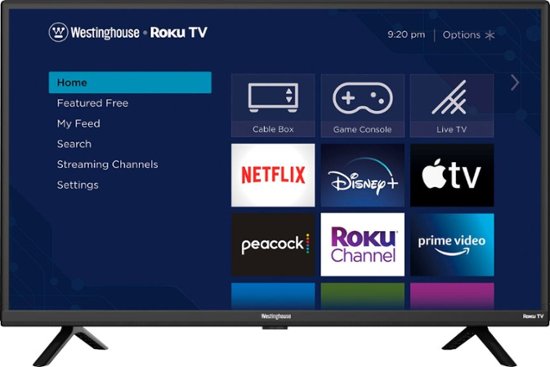 Westinghouse • Roku TV
9:20 pm | Options
Home
Featured Free
My Feed
Search
Streaming Channels
Settings
Cable Box
Game Console
Live TV
NETFLIX
Disney+
tv
peacock
Roku Channel
prime video
Westinghouse
Roku TV